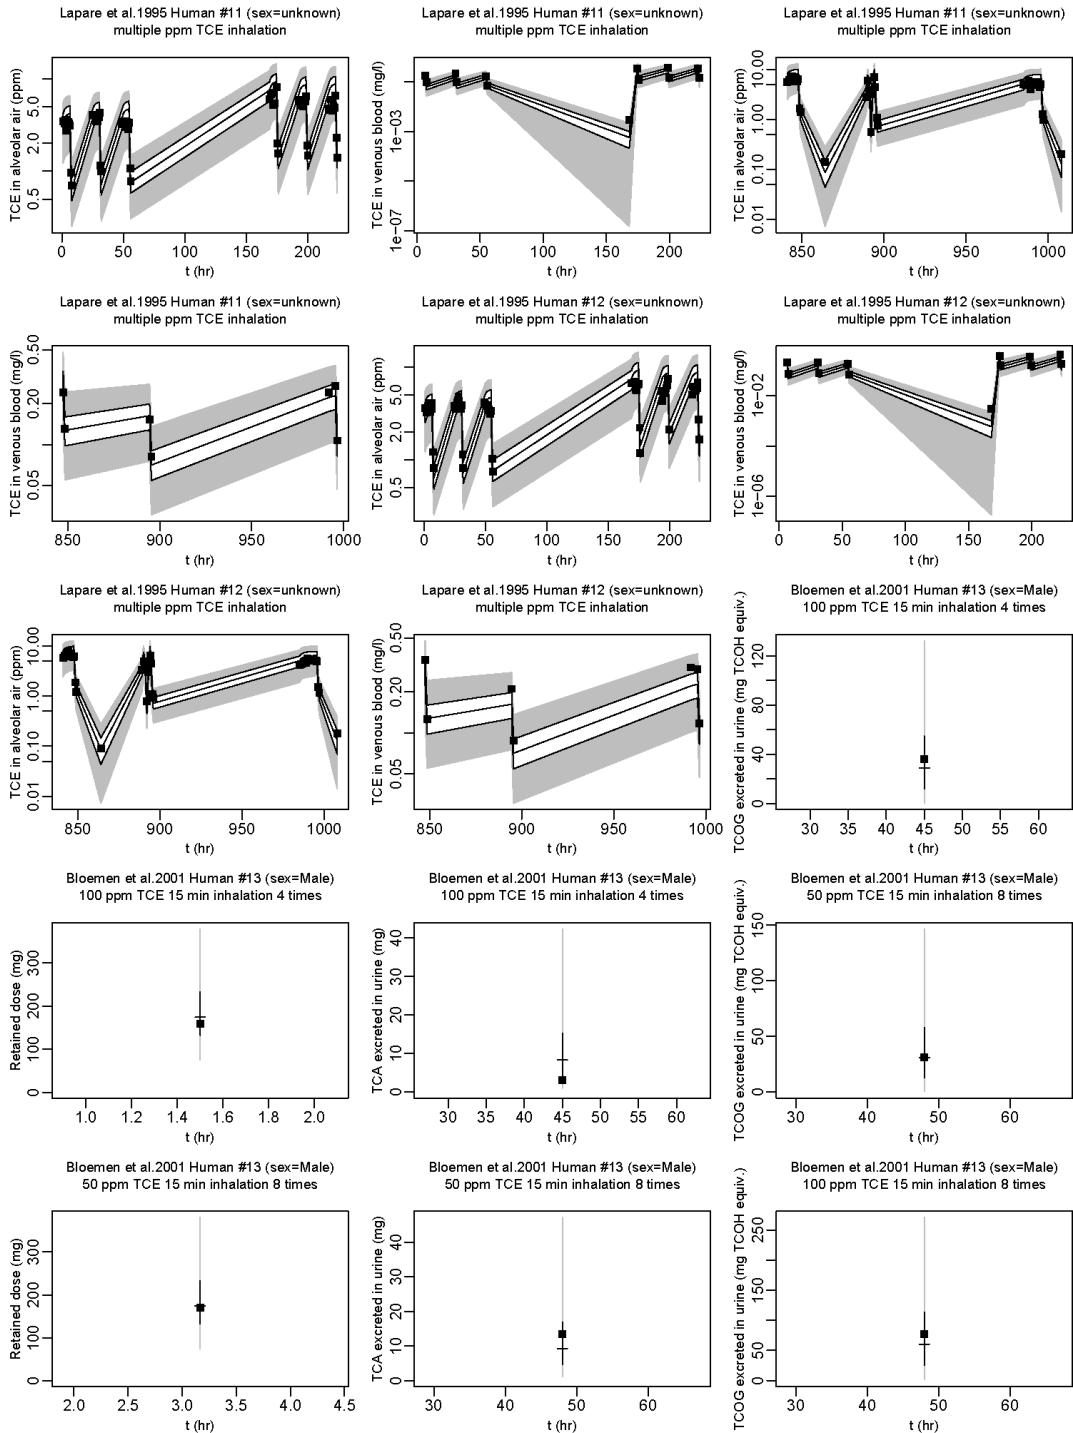 Lapare et al.1995 Human #11 (sex=unknown)
multiple ppm TCE inhalation
TCE in alveolar air (ppm)
0.5 2.0 5.0
0 50 100 150 200
t (hr)
Lapare et al.1995 Human #11 (sex=unknown)
multiple ppm TCE inhalation
TCE in venous blood (mg/l)
1e−07 1e−03
0 50 100 150 200
t (hr)
Lapare et al.1995 Human #11 (sex=unknown)
multiple ppm TCE inhalation
TCE in alveolar air (ppm)
0.01 0.10 1.00 10.00
850 900 950 1000
t (hr)
Lapare et al.1995 Human #11 (sex=unknown)
multiple ppm TCE inhalation
TCE in venous blood (mg/l)
0.05 0.20 0.50
850 900 950 1000
t (hr)
Lapare et al.1995 Human #12 (sex=unknown)
multiple ppm TCE inhalation
TCE in alveolar air (ppm)
0.5 2.0 5.0
0 50 100 150 200
t (hr)
Lapare et al.1995 Human #12 (sex=unknown)
multiple ppm TCE inhalation
TCE in venous blood (mg/l)
1e−06 1e−02
0 50 100 150 200
t (hr)
Lapare et al.1995 Human #12 (sex=unknown)
multiple ppm TCE inhalation
TCE in alveolar air (ppm)
0.01 0.10 1.00 10.00
850 900 950 1000
t (hr)
Lapare et al.1995 Human #12 (sex=unknown)
multiple ppm TCE inhalation
TCE in venous blood (mg/l)
0.05 0.20 0.50
850 900 950 1000
t (hr)
Bloemen et al.2001 Human #13 (sex=Male)
100 ppm TCE 15 min inhalation 4 times
TCOG excreted in urine (mg TCOH equiv.)
0 40 80 120
30 35 40 45 50 55 60
t (hr)
Bloemen et al.2001 Human #13 (sex=Male)
100 ppm TCE 15 min inhalation 4 times
Retained dose (mg)
0 100 200 300
1.0 1.2 1.4 1.6 1.8 2.0
t (hr)
Bloemen et al.2001 Human #13 (sex=Male)
100 ppm TCE 15 min inhalation 4 times
TCA excreted in urine (mg)
0 10 20 30 40
30 35 40 45 50 55 60
t (hr)
Bloemen et al.2001 Human #13 (sex=Male)
50 ppm TCE 15 min inhalation 8 times
TCOG excreted in urine (mg TCOH equiv.)
0 50 100 150
30 40 50 60
t (hr)
Bloemen et al.2001 Human #13 (sex=Male)
50 ppm TCE 15 min inhalation 8 times
Retained dose (mg)
0 100 200 300
2.0 2.5 3.0 3.5 4.0 4.5
t (hr)
Bloemen et al.2001 Human #13 (sex=Male)
50 ppm TCE 15 min inhalation 8 times
TCA excreted in urine (mg)
0 10 20 30 40
30 40 50 60
t (hr)
Bloemen et al.2001 Human #13 (sex=Male)
100 ppm TCE 15 min inhalation 8 times
TCOG excreted in urine (mg TCOH equiv.)
0 50 150 250
30 40 50 60
t (hr)